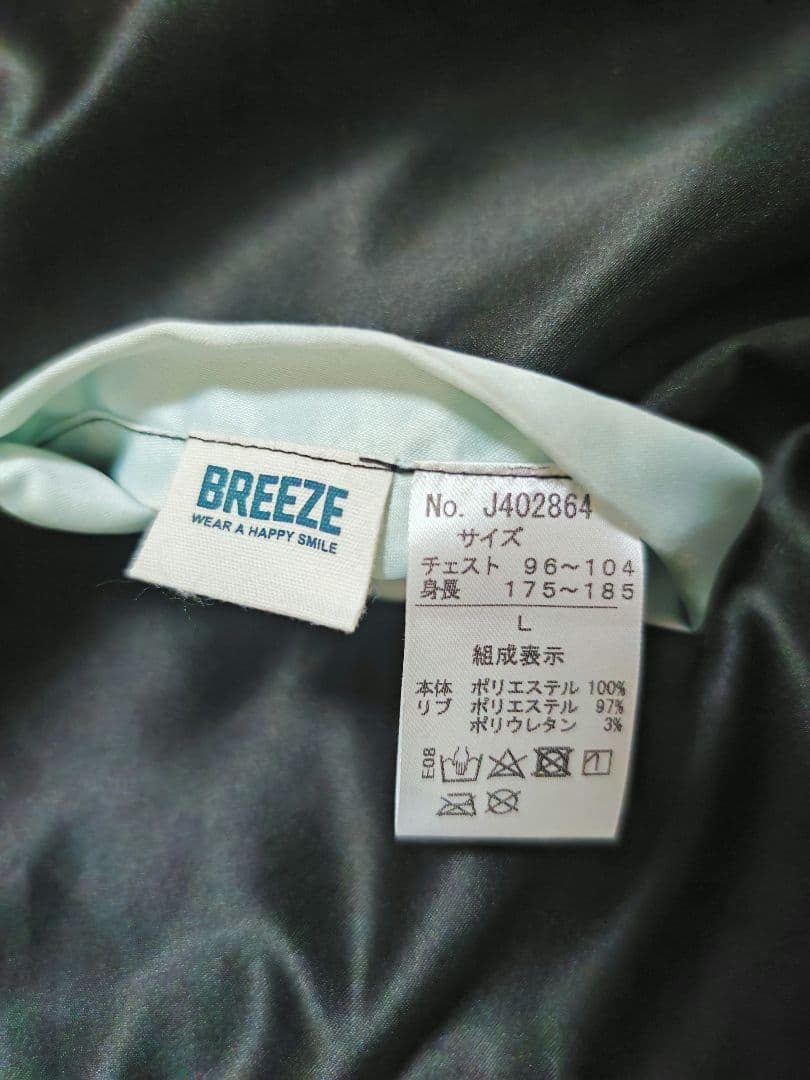 BREEZE
WEAR A HAPPY SMILE
No. J402864
サイズ
チェスト 96～104
身長 175～185
L
組成表示
本体 ポリエステル 100%
リブ ポリエステル 97%
ポリウレタン 3%
E08